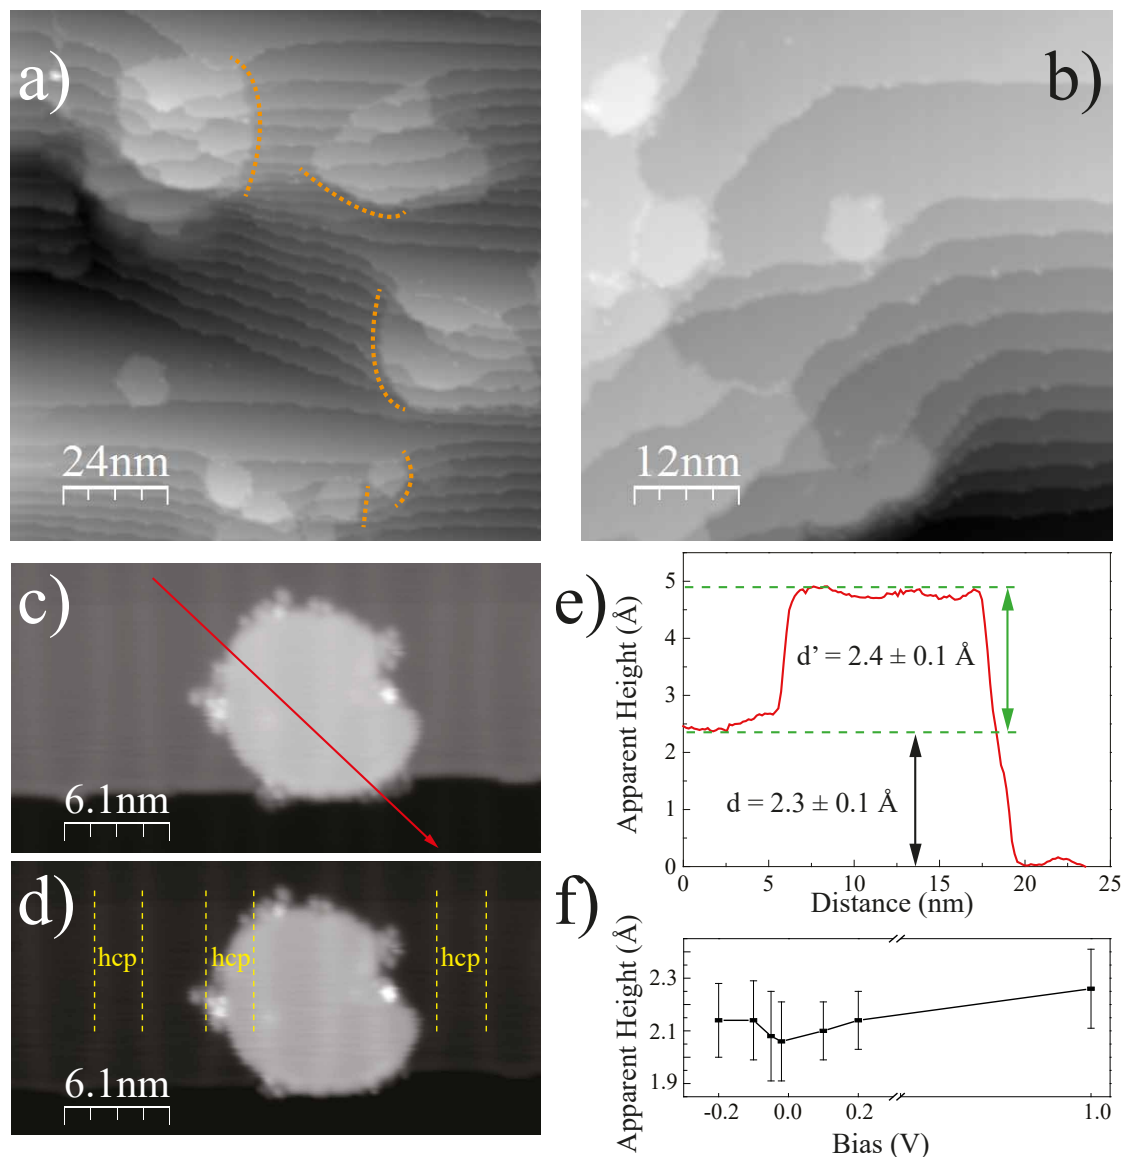 a)
24nm
b)
12nm
c)
6.1nm
d)
hcp hcp hcp
6.1nm
e)
Apparent Height (Å)
5
4
3
2
1
0
d’ = 2.4 ± 0.1 Å
d = 2.3 ± 0.1 Å
0 5 10 15 20 25
Distance (nm)
f)
Apparent Height (Å)
2.3
2.1
1.9
-0.2 0.0 0.2 1.0
Bias (V)